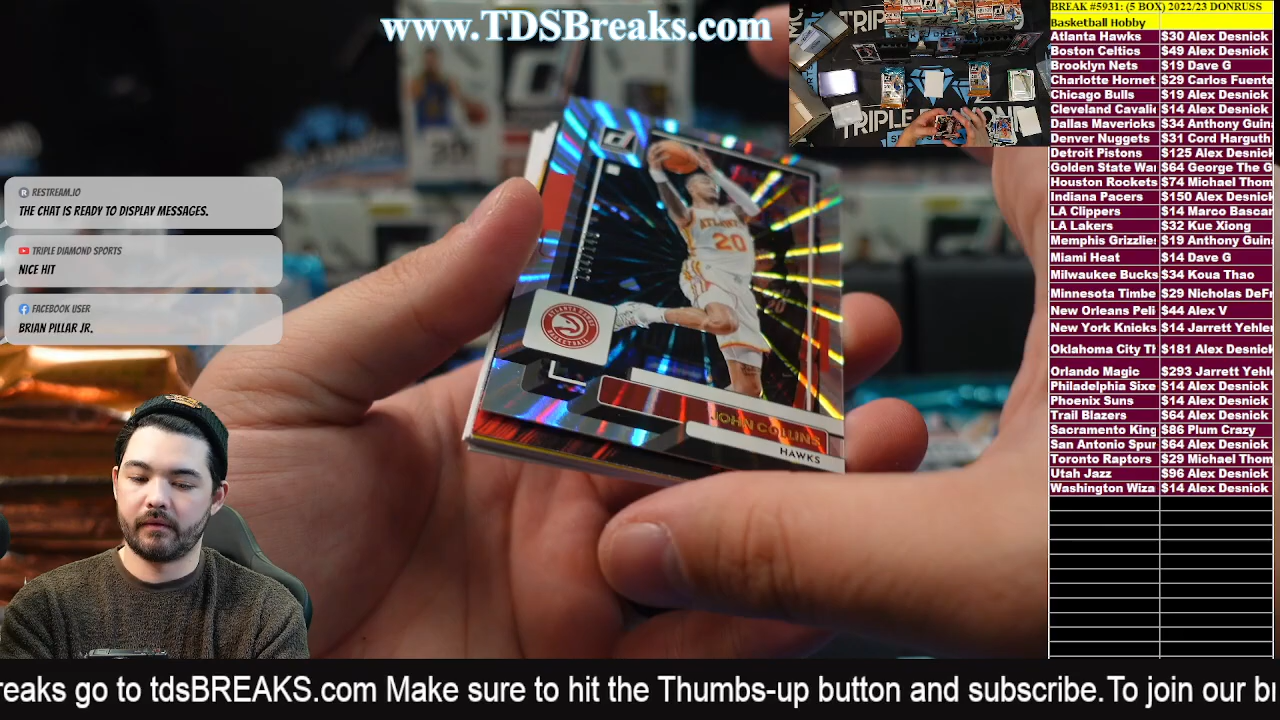 www.TDSBreaks.com
BREAK #5931: (5 BOX) 2022/23 DONRUSS
Basketball Hobby
Atlanta Hawks $30 Alex Desnick
Boston Celtics $49 Alex Desnick
Brooklyn Nets $19 Dave G
Charlotte Hornet $29 Carlos Fuente
Chicago Bulls $19 Alex Desnick
Cleveland Cavali $14 Alex Desnick
Dallas Mavericks $34 Anthony Guin
Denver Nuggets $31 Cord Harguth
Detroit Pistons $125 Alex Desnick
Golden State Wa $64 George The G
Houston Rockets $74 Michael Thom
Indiana Pacers $150 Alex Desnick
LA Clippers $14 Marco Bascar
LA Lakers $32 Kue Xiong
Memphis Grizzlie $19 Anthony Guin
Miami Heat $14 Dave G
Milwaukee Bucks $34 Koua Thao
Minnesota Timbe $29 Nicholas DeFr
New Orleans Peli $44 Alex V
New York Knicks $14 Jarrett Yehle
Oklahoma City Th $181 Alex Desnick
Orlando Magic $293 Jarrett Yehl
Philadelphia Sixe $14 Alex Desnick
Phoenix Suns $14 Alex Desnick
Trail Blazers $64 Alex Desnick
Sacramento King $86 Plum Crazy
San Antonio Spur $64 Alex Desnick
Toronto Raptors $29 Michael Thom
Utah Jazz $96 Alex Desnick
Washington Wiza $14 Alex Desnick
RESTREAM.IO
THE CHAT IS READY TO DISPLAY MESSAGES.
TRIPLE DIAMOND SPORTS
NICE HIT
FACEBOOK USER
BRIAN PILLAR JR.
TRIPLE
ATLANTA
20
ATLANTA HAWKS
BASKETBALL
JOHN COLLINS
HAWKS
reaks go to tdsBREAKS.com Make sure to hit the Thumbs-up button and subscribe.To join our br